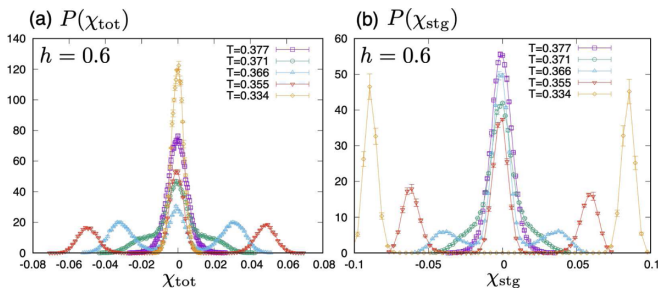 (a) P(χtot)
h = 0.6
T=0.377
T=0.371
T=0.366
T=0.355
T=0.334
140
120
100
80
60
40
20
0
-0.08 -0.06 -0.04 -0.02 0 0.02 0.04 0.06 0.08
χtot
(b) P(χstg)
h = 0.6
T=0.377
T=0.371
T=0.366
T=0.355
T=0.334
60
50
40
30
20
10
0
-0.1 -0.05 0 0.05 0.1
χstg